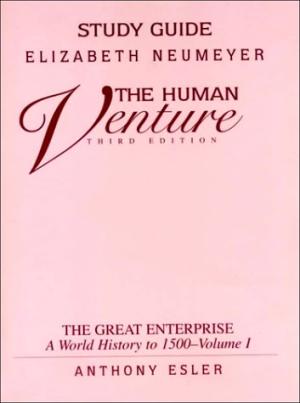 STUDY GUIDE
ELIZABETH NEUMEYER
THE HUMAN
Venture
THIRD EDITION
THE GREAT ENTERPRISE
A World History to 1500–Volume I
ANTHONY ESLER